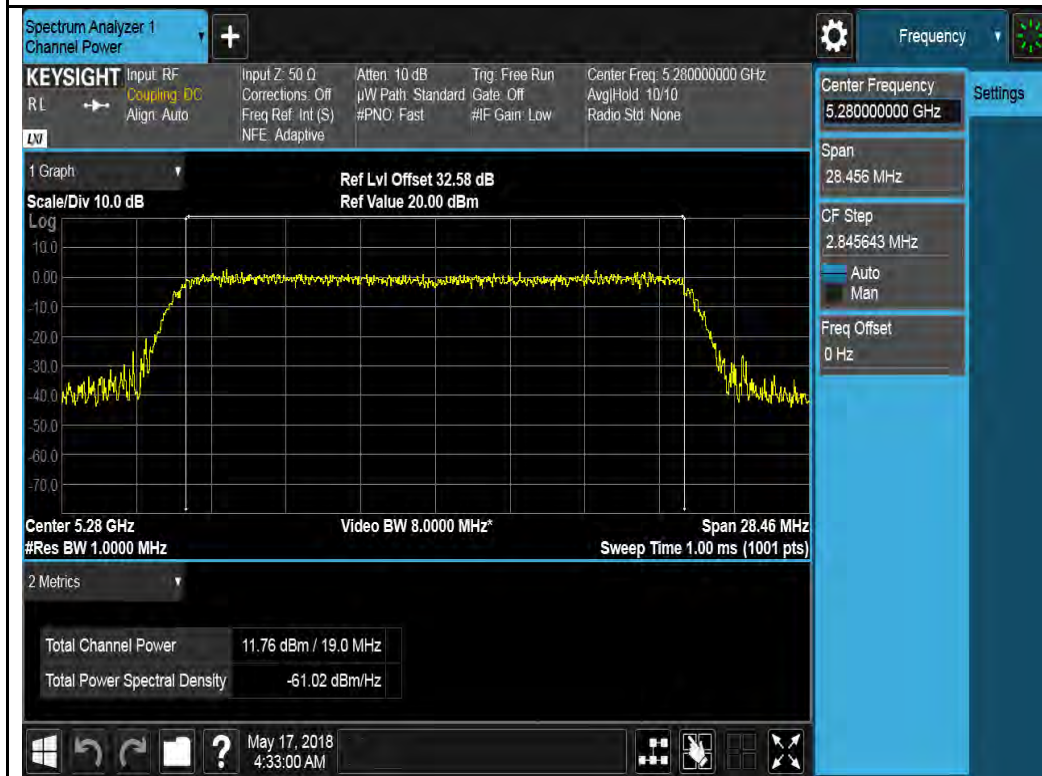 Spectrum Analyzer 1
Channel Power
+
Frequency
KEYSIGHT
RL
LXI
Input: RF
Coupling: DC
Align: Auto
Input Z: 50 Ω
Corrections: Off
Freq Ref: Int (S)
NFE: Adaptive
Atten: 10 dB
µW Path: Standard
#PNO: Fast
Trig: Free Run
Gate: Off
#IF Gain: Low
Center Freq: 5.280000000 GHz
Avg|Hold: 10/10
Radio Std: None
Center Frequency
5.280000000 GHz
Settings
Span
28.456 MHz
CF Step
2.845643 MHz
Auto
Man
Freq Offset
0 Hz
1 Graph
Scale/Div 10.0 dB
Ref Lvl Offset 32.58 dB
Ref Value 20.00 dBm
Log
10.0
0.00
-10.0
-20.0
-30.0
-40.0
-50.0
-60.0
-70.0
Center 5.28 GHz
#Res BW 1.0000 MHz
Video BW 8.0000 MHz*
Span 28.46 MHz
Sweep Time 1.00 ms (1001 pts)
2 Metrics
Total Channel Power 11.76 dBm / 19.0 MHz
Total Power Spectral Density -61.02 dBm/Hz
?
May 17, 2018
4:33:00 AM